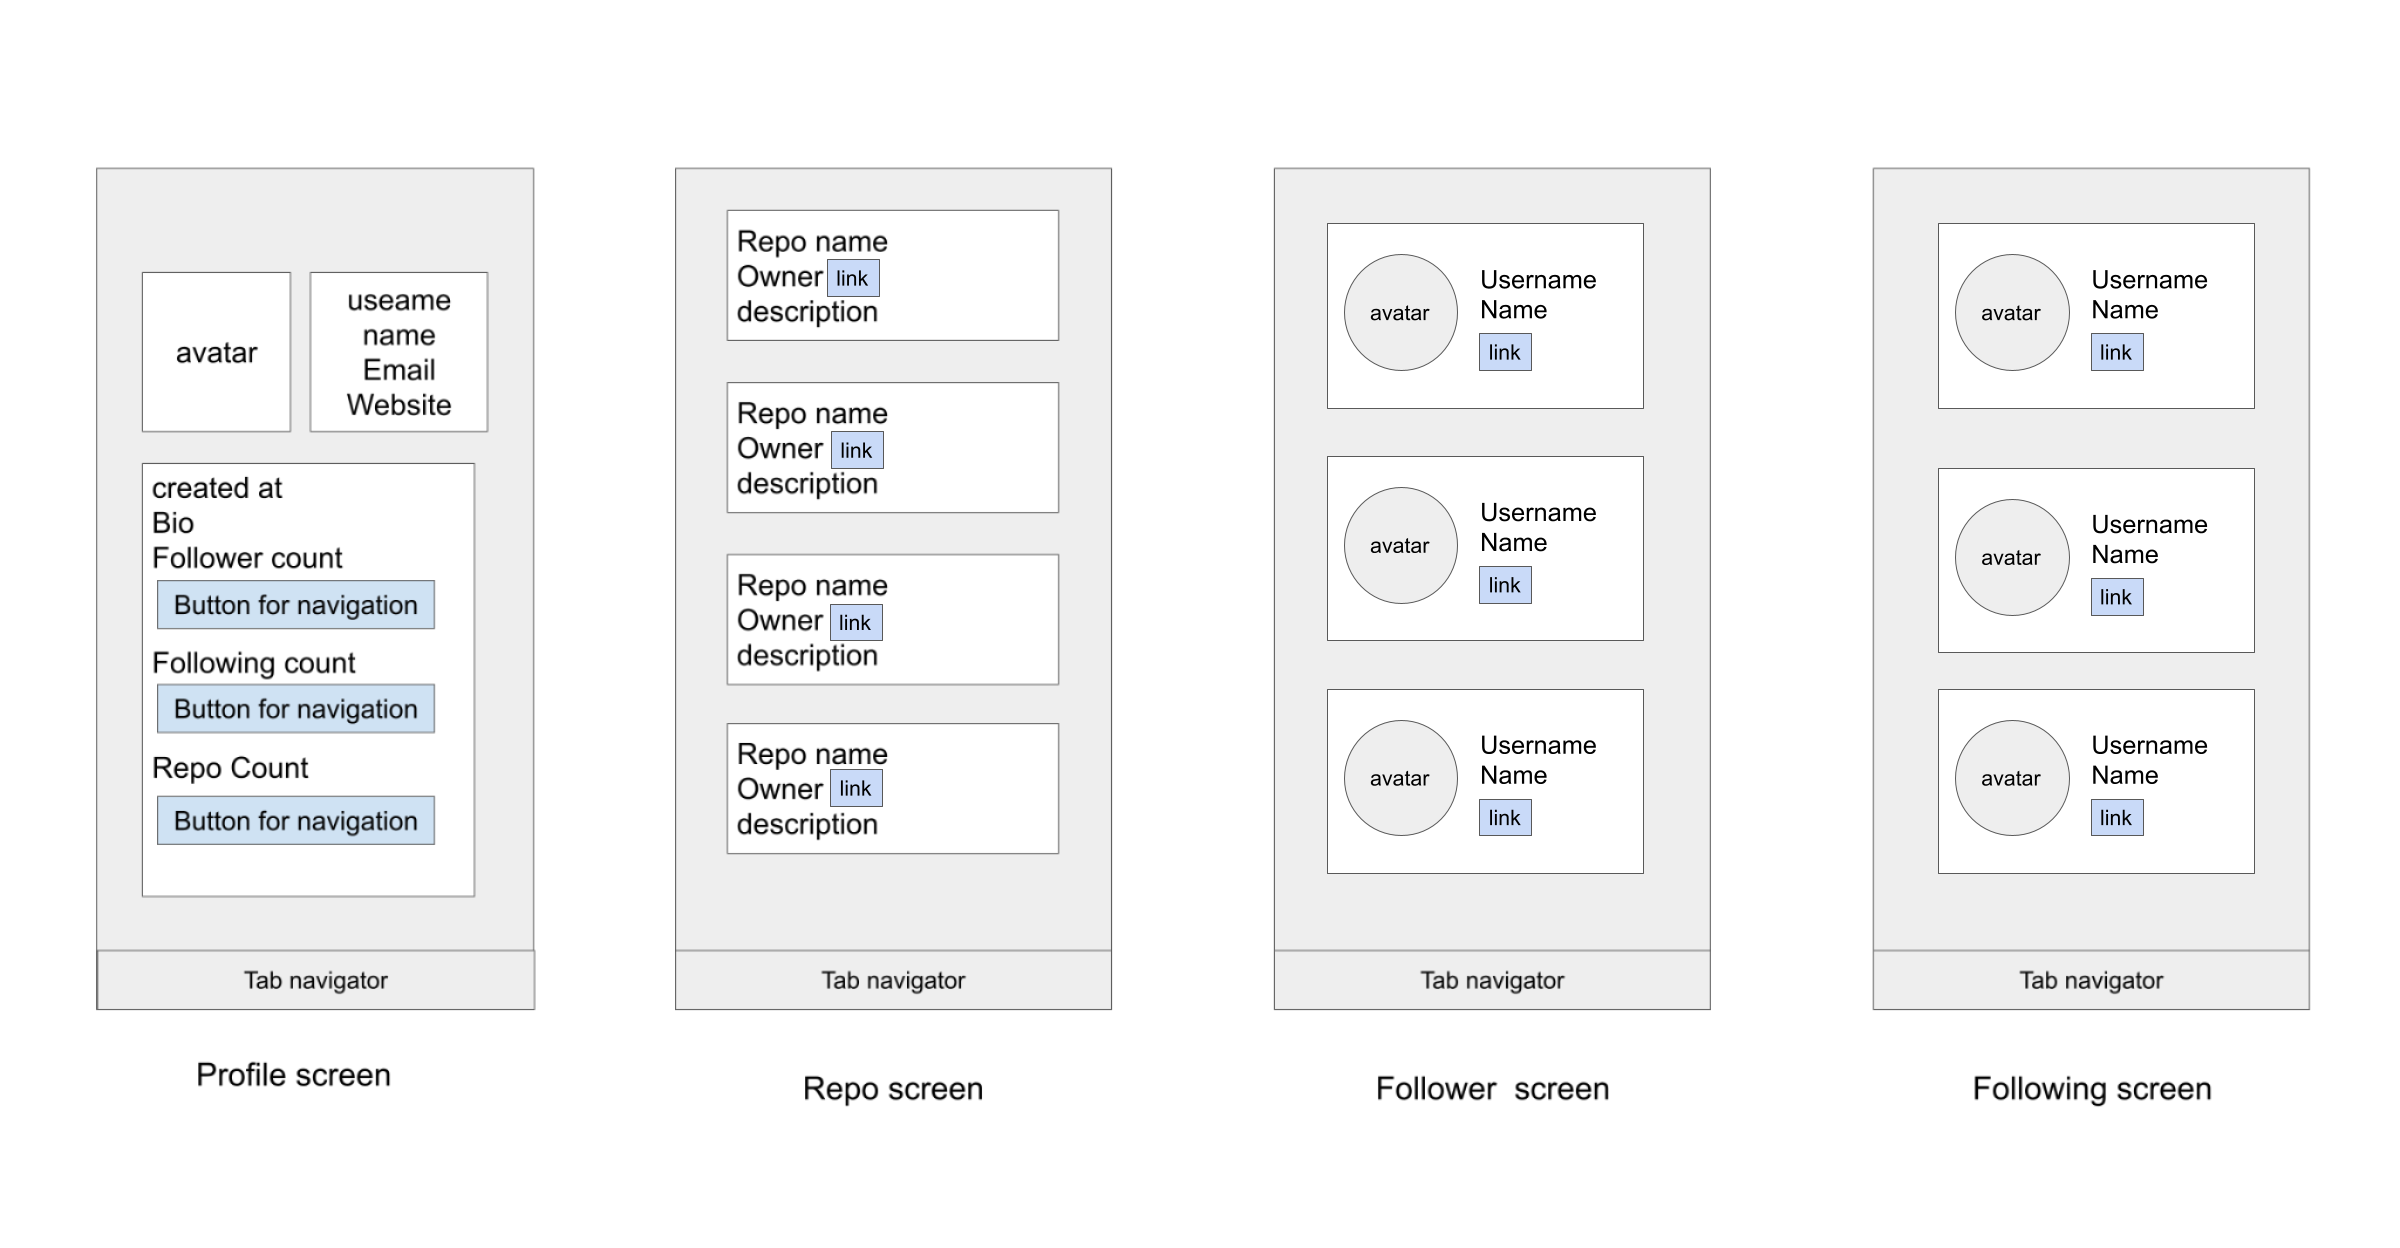 avatar
useame
name
Email
Website
created at
Bio
Follower count
Button for navigation
Following count
Button for navigation
Repo Count
Button for navigation
Tab navigator
Profile screen
Repo name
Owner link
description
Repo name
Owner link
description
Repo name
Owner link
description
Repo name
Owner link
description
Tab navigator
Repo screen
avatar
Username
Name
link
avatar
Username
Name
link
avatar
Username
Name
link
Tab navigator
Follower  screen
avatar
Username
Name
link
avatar
Username
Name
link
avatar
Username
Name
link
Tab navigator
Following screen